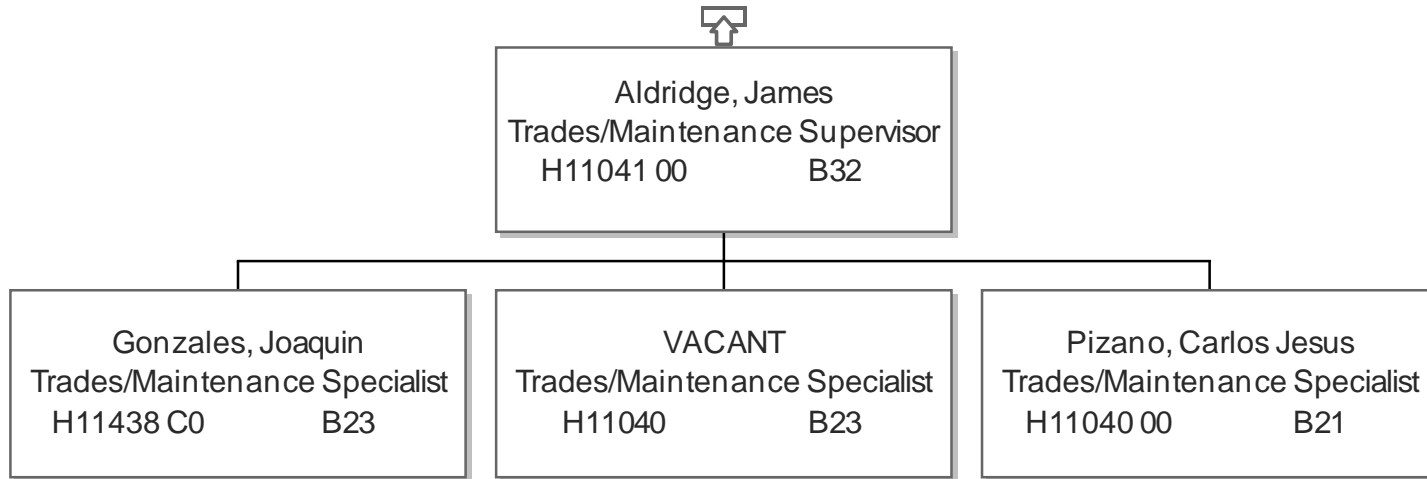 Aldridge, James
Trades/Maintenance Supervisor
H11041 00 B32
Gonzales, Joaquin
Trades/Maintenance Specialist
H11438 C0 B23
VACANT
Trades/Maintenance Specialist
H11040 B23
Pizano, Carlos Jesus
Trades/Maintenance Specialist
H11040 00 B21